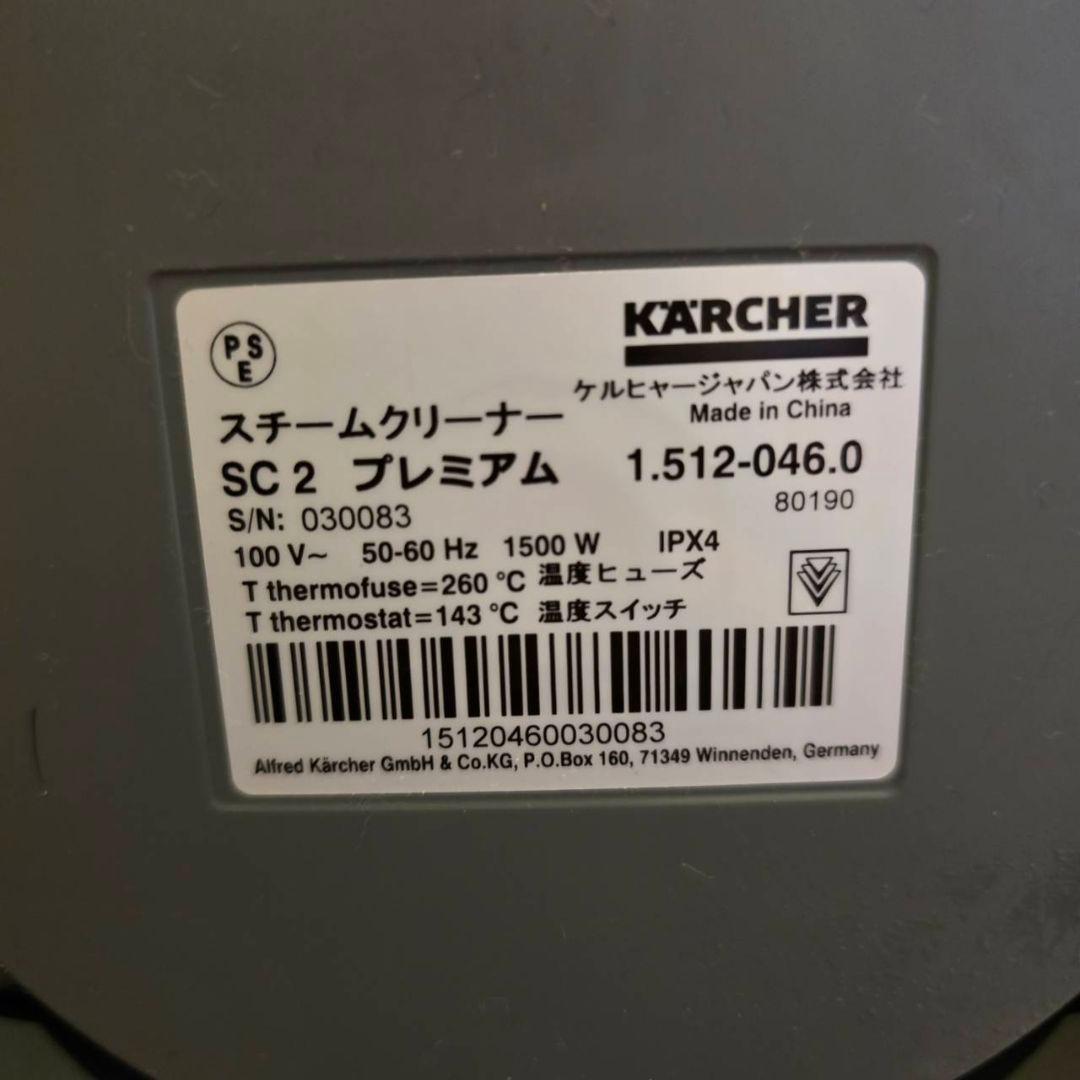 PS
E
KÄRCHER
ケルヒャージャパン株式会社
Made in China
スチームクリーナー
SC 2 プレミアム 1.512-046.0
80190
S/N: 030083
100 V~ 50-60 Hz 1500 W IPX4
T thermofuse=260 °C 温度ヒューズ
T thermostat=143 °C 温度スイッチ
15120460030083
Alfred Kärcher GmbH & Co.KG, P.O.Box 160, 71349 Winnenden, Germany